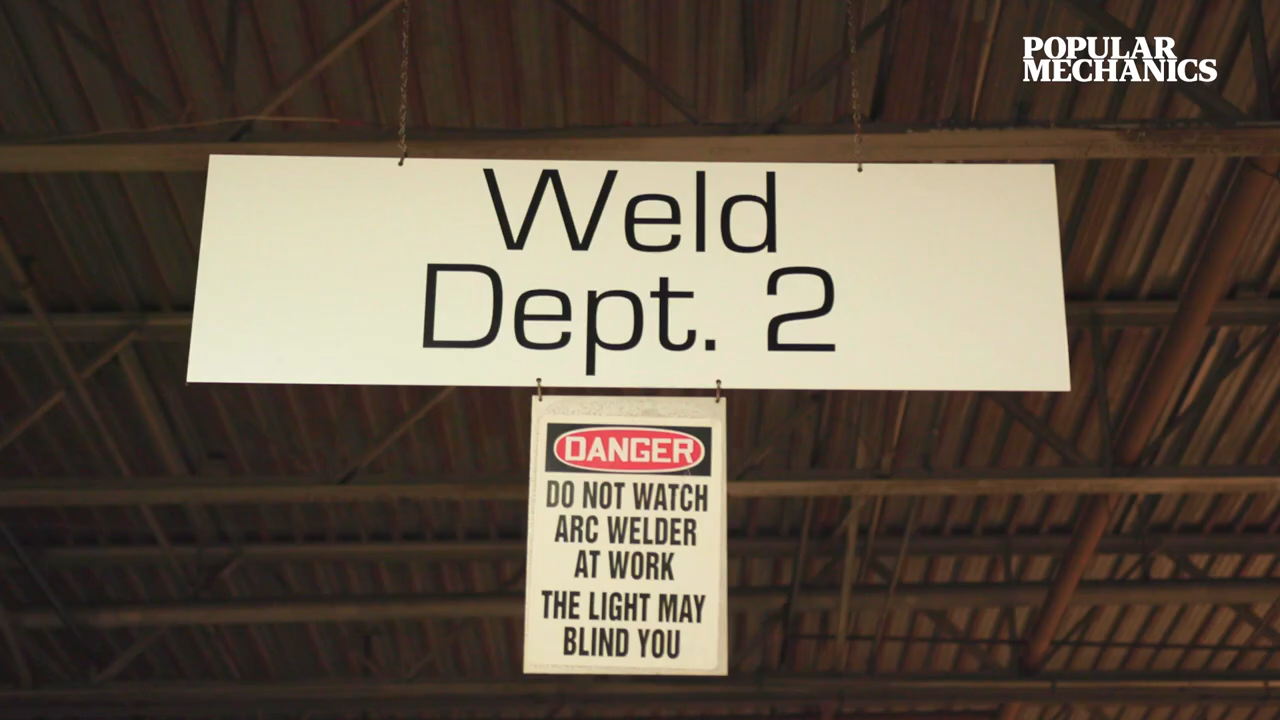 POPULAR
MECHANICS
Weld
Dept. 2
DANGER
DO NOT WATCH
ARC WELDER
AT WORK
THE LIGHT MAY
BLIND YOU